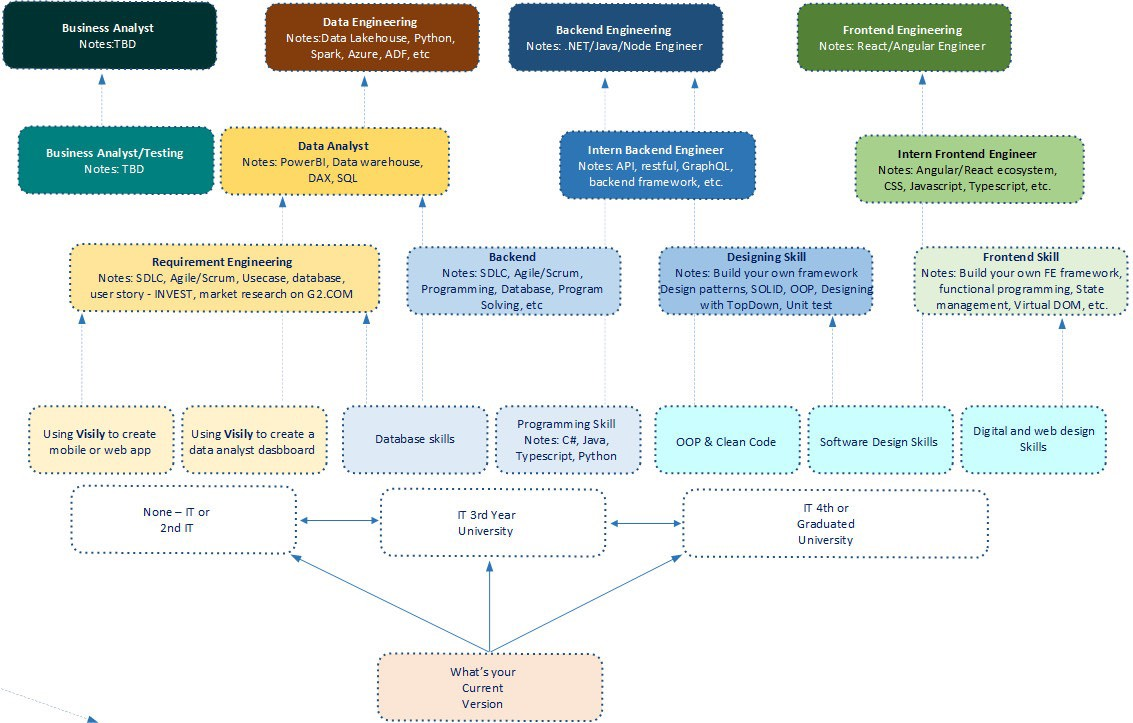 Business Analyst
Notes:TBD
Data Engineering
Notes:Data Lakehouse, Python,
Spark, Azure, ADF, etc
Backend Engineering
Notes: .NET/Java/Node Engineer
Frontend Engineering
Notes: React/Angular Engineer
Business Analyst/Testing
Notes: TBD
Data Analyst
Notes: PowerBI, Data warehouse,
DAX, SQL
Intern Backend Engineer
Notes: API, restful, GraphQL,
backend framework, etc.
Intern Frontend Engineer
Notes: Angular/React ecosystem,
CSS, Javascript, Typescript, etc.
Requirement Engineering
Notes: SDLC, Agile/Scrum, Usecase, database,
user story - INVEST, market research on G2.COM
Backend
Notes: SDLC, Agile/Scrum,
Programming, Database, Program
Solving, etc
Designing Skill
Notes: Build your own framework
Design patterns, SOLID, OOP, Designing
with TopDown, Unit test
Frontend Skill
Notes: Build your own FE framework,
functional programming, State
management, Virtual DOM, etc.
Using Visily to create
mobile or web app
Using Visily to create a
data analyst dasbboard
Database skills
Programming Skill
Notes: C#, Java,
Typescript, Python
OOP & Clean Code
Software Design Skills
Digital and web design
Skills
None – IT or
2nd IT
IT 3rd Year
University
IT 4th or
Graduated
University
What's your
Current
Version